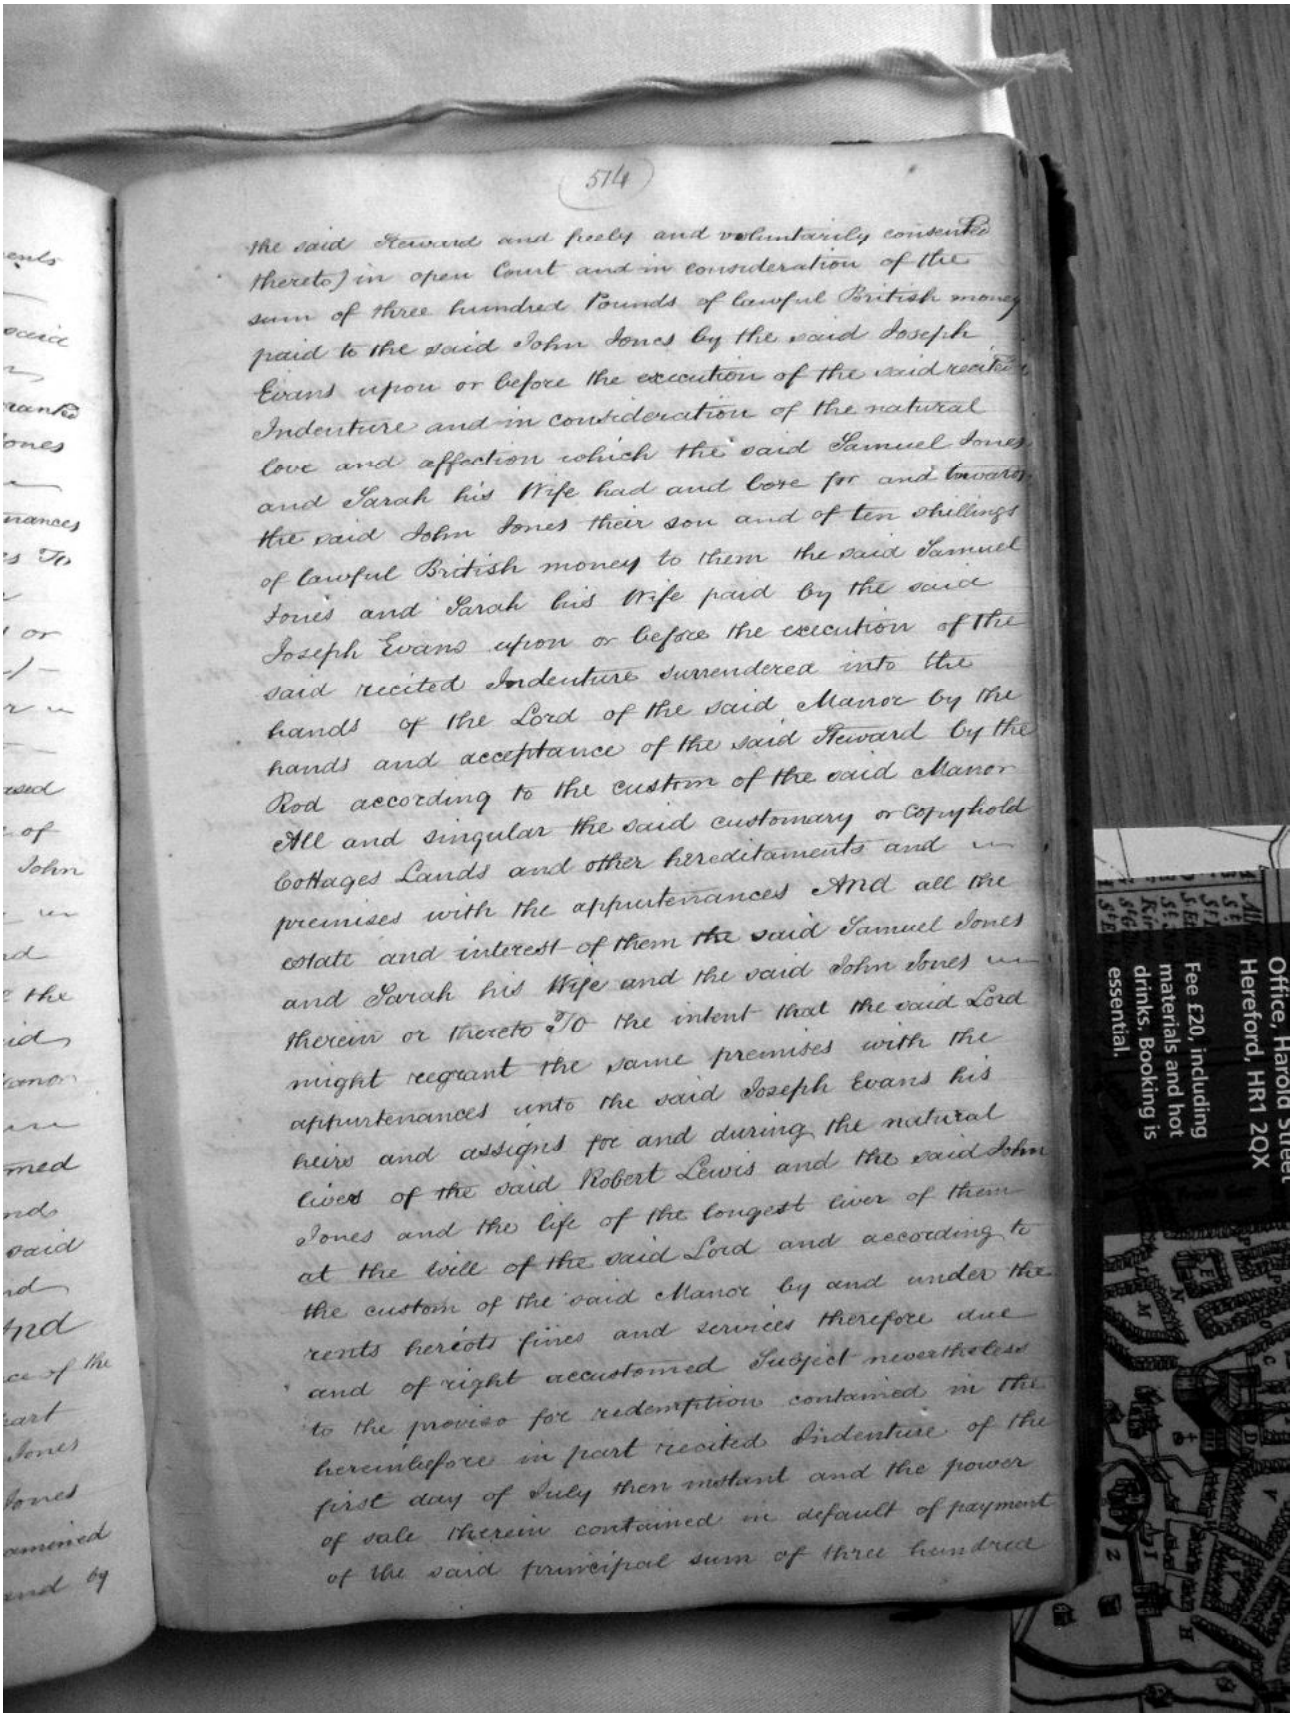 514
the said Steward and freely and voluntarily consented
thereto) in open Court and in consideration of the
sum of three hundred Pounds of lawful British money
paid to the said John Jones by the said Joseph
Evans upon or before the execution of the said recited
Indenture and in consideration of the natural
love and affection which the said Samuel Jones
and Sarah his Wife had and bore for and towards
the said John Jones their son and of ten shillings
of lawful British money to them the said Samuel
Jones and Sarah his Wife paid by the said
Joseph Evans upon or before the execution of the
said recited Indenture surrendered into the
hands of the Lord of the said Manor by the
hands and acceptance of the said Steward by the
Rod according to the custom of the said Manor
All and singular the said customary or Copyhold
Cottages Lands and other hereditaments and
premises with the appurtenances And all the
estate and interest of them the said Samuel Jones
and Sarah his Wife and the said John Jones
therein or thereto To the intent that the said Lord
might regrant the same premises with the
appurtenances unto the said Joseph Evans his
heirs and assigns for and during the natural
lives of the said Robert Lewis and the said John
Jones and the life of the longest liver of them
at the will of the said Lord and according to
the custom of the said Manor by and under the
rents heriots fines and services therefore due
and of right accustomed Subject nevertheless
to the proviso for redemption contained in the
hereinbefore in part recited Indenture of the
first day of July then instant and the power
of sale therein contained in default of payment
of the said principal sum of three hundred
said
Jones
or
of
John
the
said
And
Jones
and by
Office, Harold Street
Hereford, HR1 2QX
Fee £20, including
materials and hot
drinks. Booking is
essential.